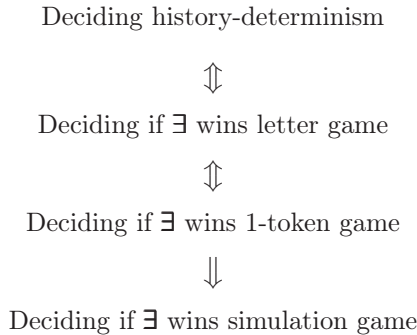 Deciding history-determinism
⇕
Deciding if ∃ wins letter game
⇕
Deciding if ∃ wins 1-token game
⇓
Deciding if ∃ wins simulation game